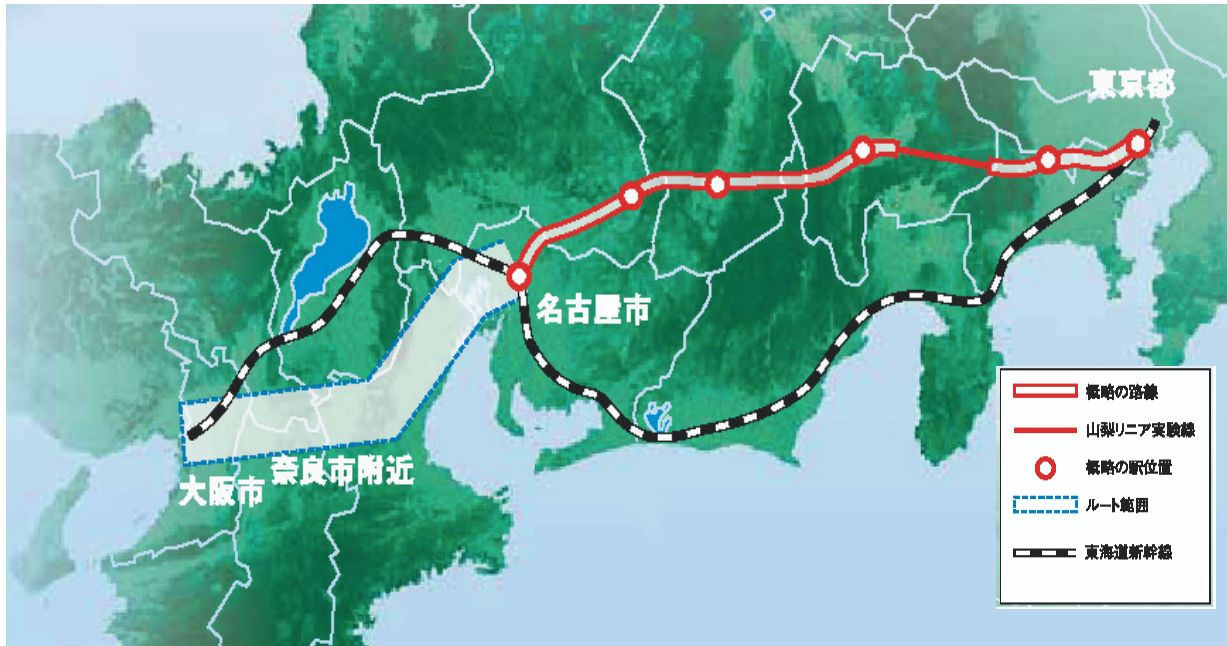 東京都
名古屋市
奈良市附近
大阪市
概略の路線
山梨リニア実験線
概略の駅位置
ルート範囲
東海道新幹線